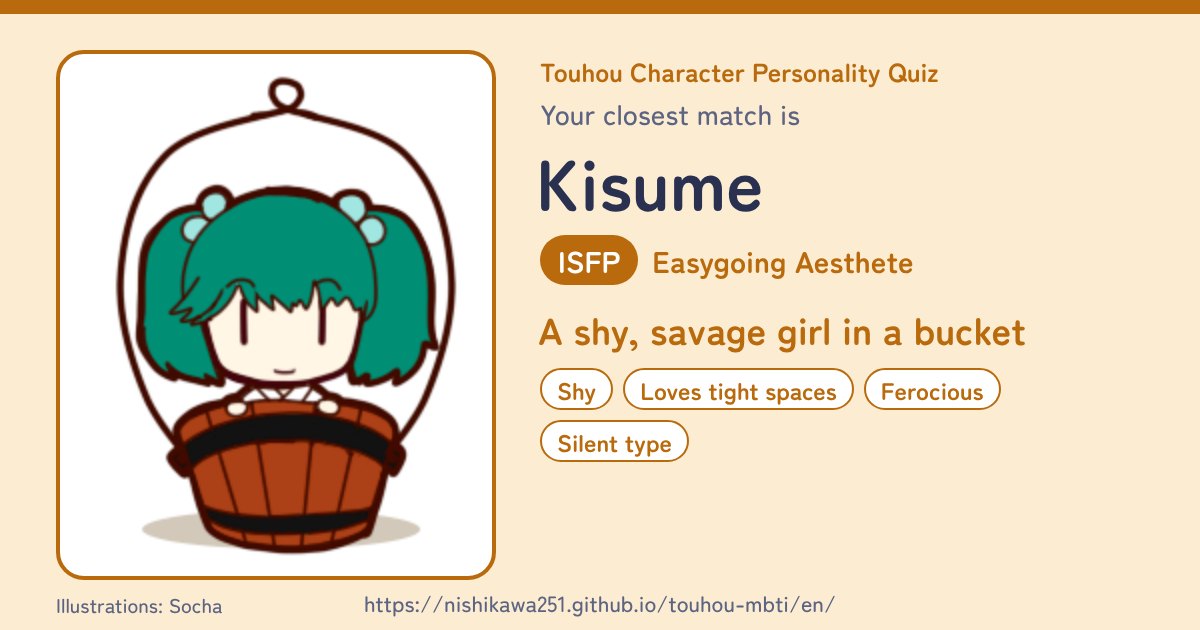 Touhou Character Personality Quiz
Your closest match is
Kisume
ISFP Easygoing Aesthete
A shy, savage girl in a bucket
Shy Loves tight spaces Ferocious
Silent type
Illustrations: Socha https://nishikawa251.github.io/touhou-mbti/en/